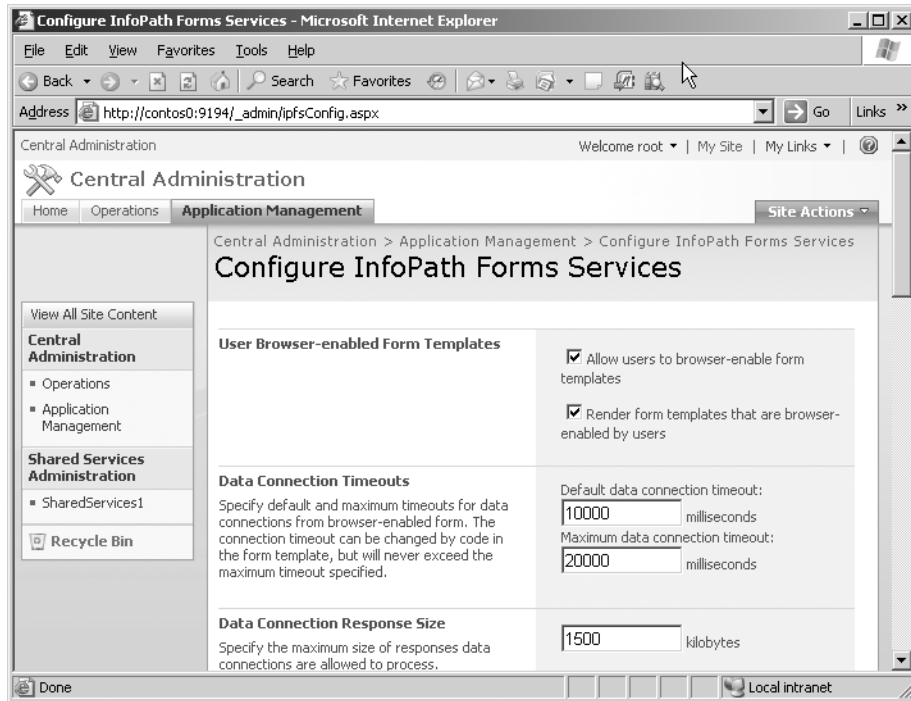 Configure InfoPath Forms Services - Microsoft Internet Explorer
File Edit View Favorites Tools Help
Back Search Favorites
Address http://contos0:9194/_admin/ipfsConfig.aspx Go Links »
Central Administration Welcome root | My Site | My Links |
Central Administration
Home Operations Application Management Site Actions
Central Administration > Application Management > Configure InfoPath Forms Services
Configure InfoPath Forms Services
View All Site Content
Central
Administration
Operations
Application
Management
Shared Services
Administration
SharedServices1
Recycle Bin
User Browser-enabled Form Templates
Allow users to browser-enable form
templates
Render form templates that are browser-
enabled by users
Data Connection Timeouts
Specify default and maximum timeouts for data
connections from browser-enabled form. The
connection timeout can be changed by code in
the form template, but will never exceed the
maximum timeout specified.
Default data connection timeout:
10000 milliseconds
Maximum data connection timeout:
20000 milliseconds
Data Connection Response Size
Specify the maximum size of responses data
connections are allowed to process.
1500 kilobytes
Done Local intranet